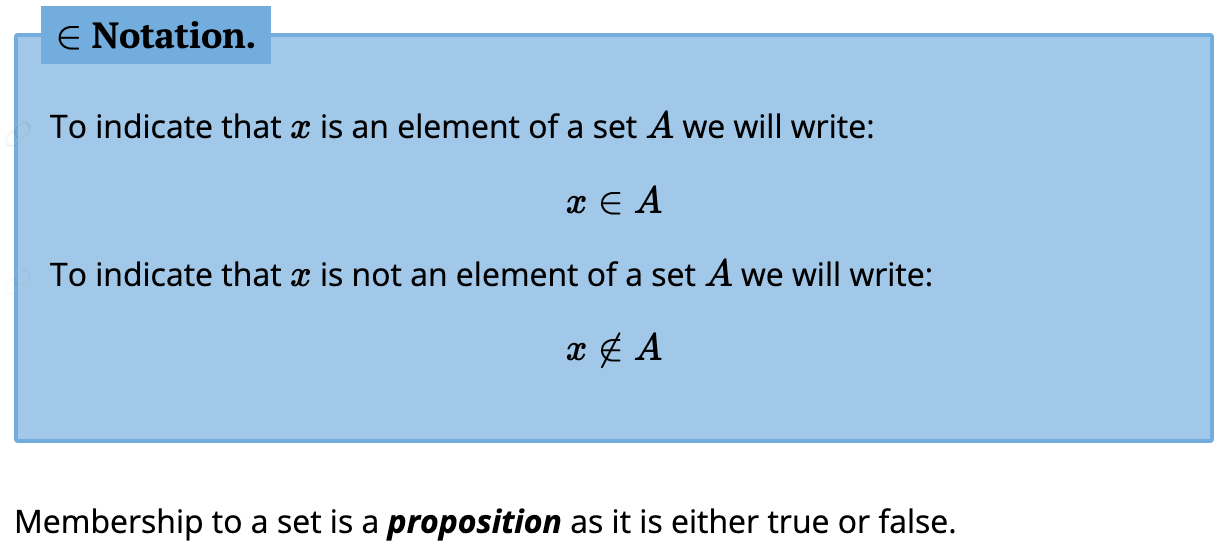 ∈ Notation.
To indicate that x is an element of a set A we will write:
x ∈ A
To indicate that x is not an element of a set A we will write:
x ∉ A
Membership to a set is a proposition as it is either true or false.